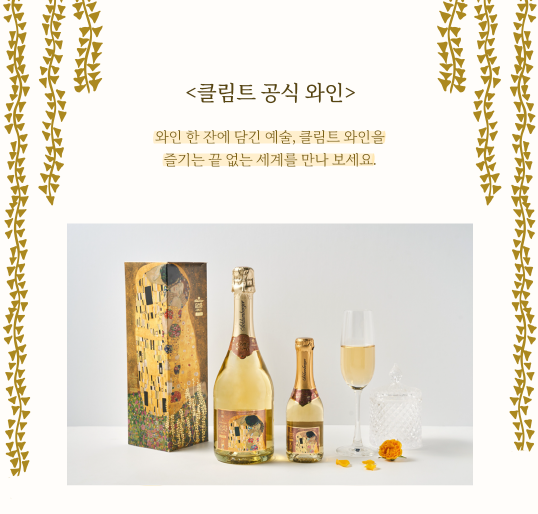 <클림트 공식 와인>
와인 한 잔에 담긴 예술, 클림트 와인을
즐기는 끝 없는 세계를 만나 보세요.